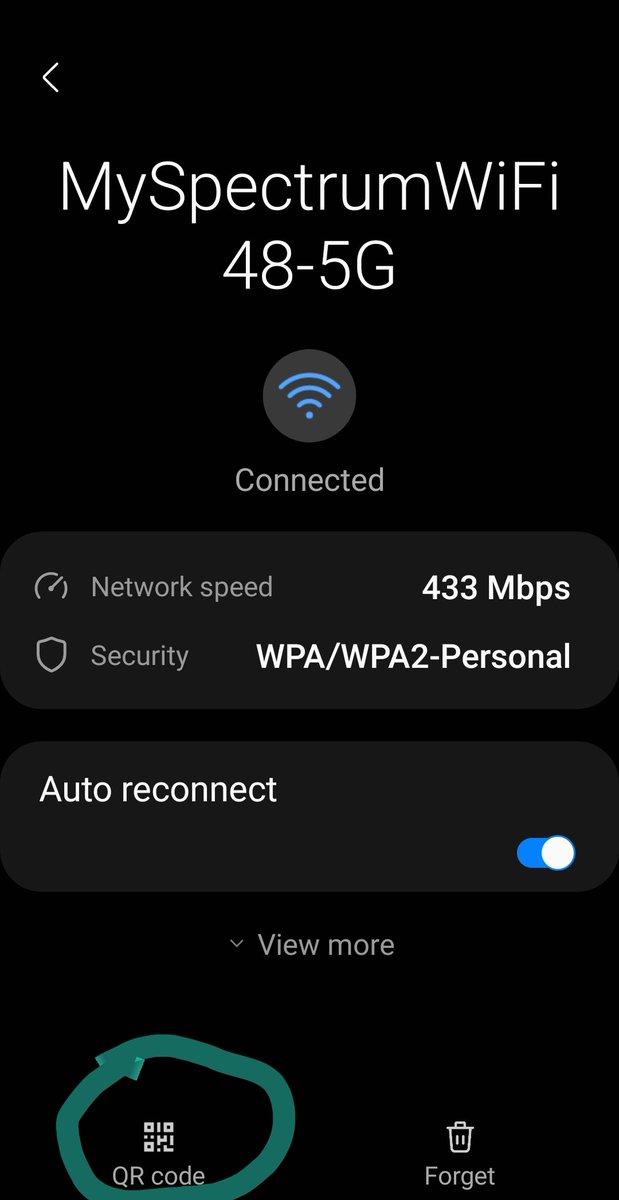 MySpectrumWiFi
48-5G
Connected
Network speed 433 Mbps
Security WPA/WPA2-Personal
Auto reconnect
View more
QR code Forget